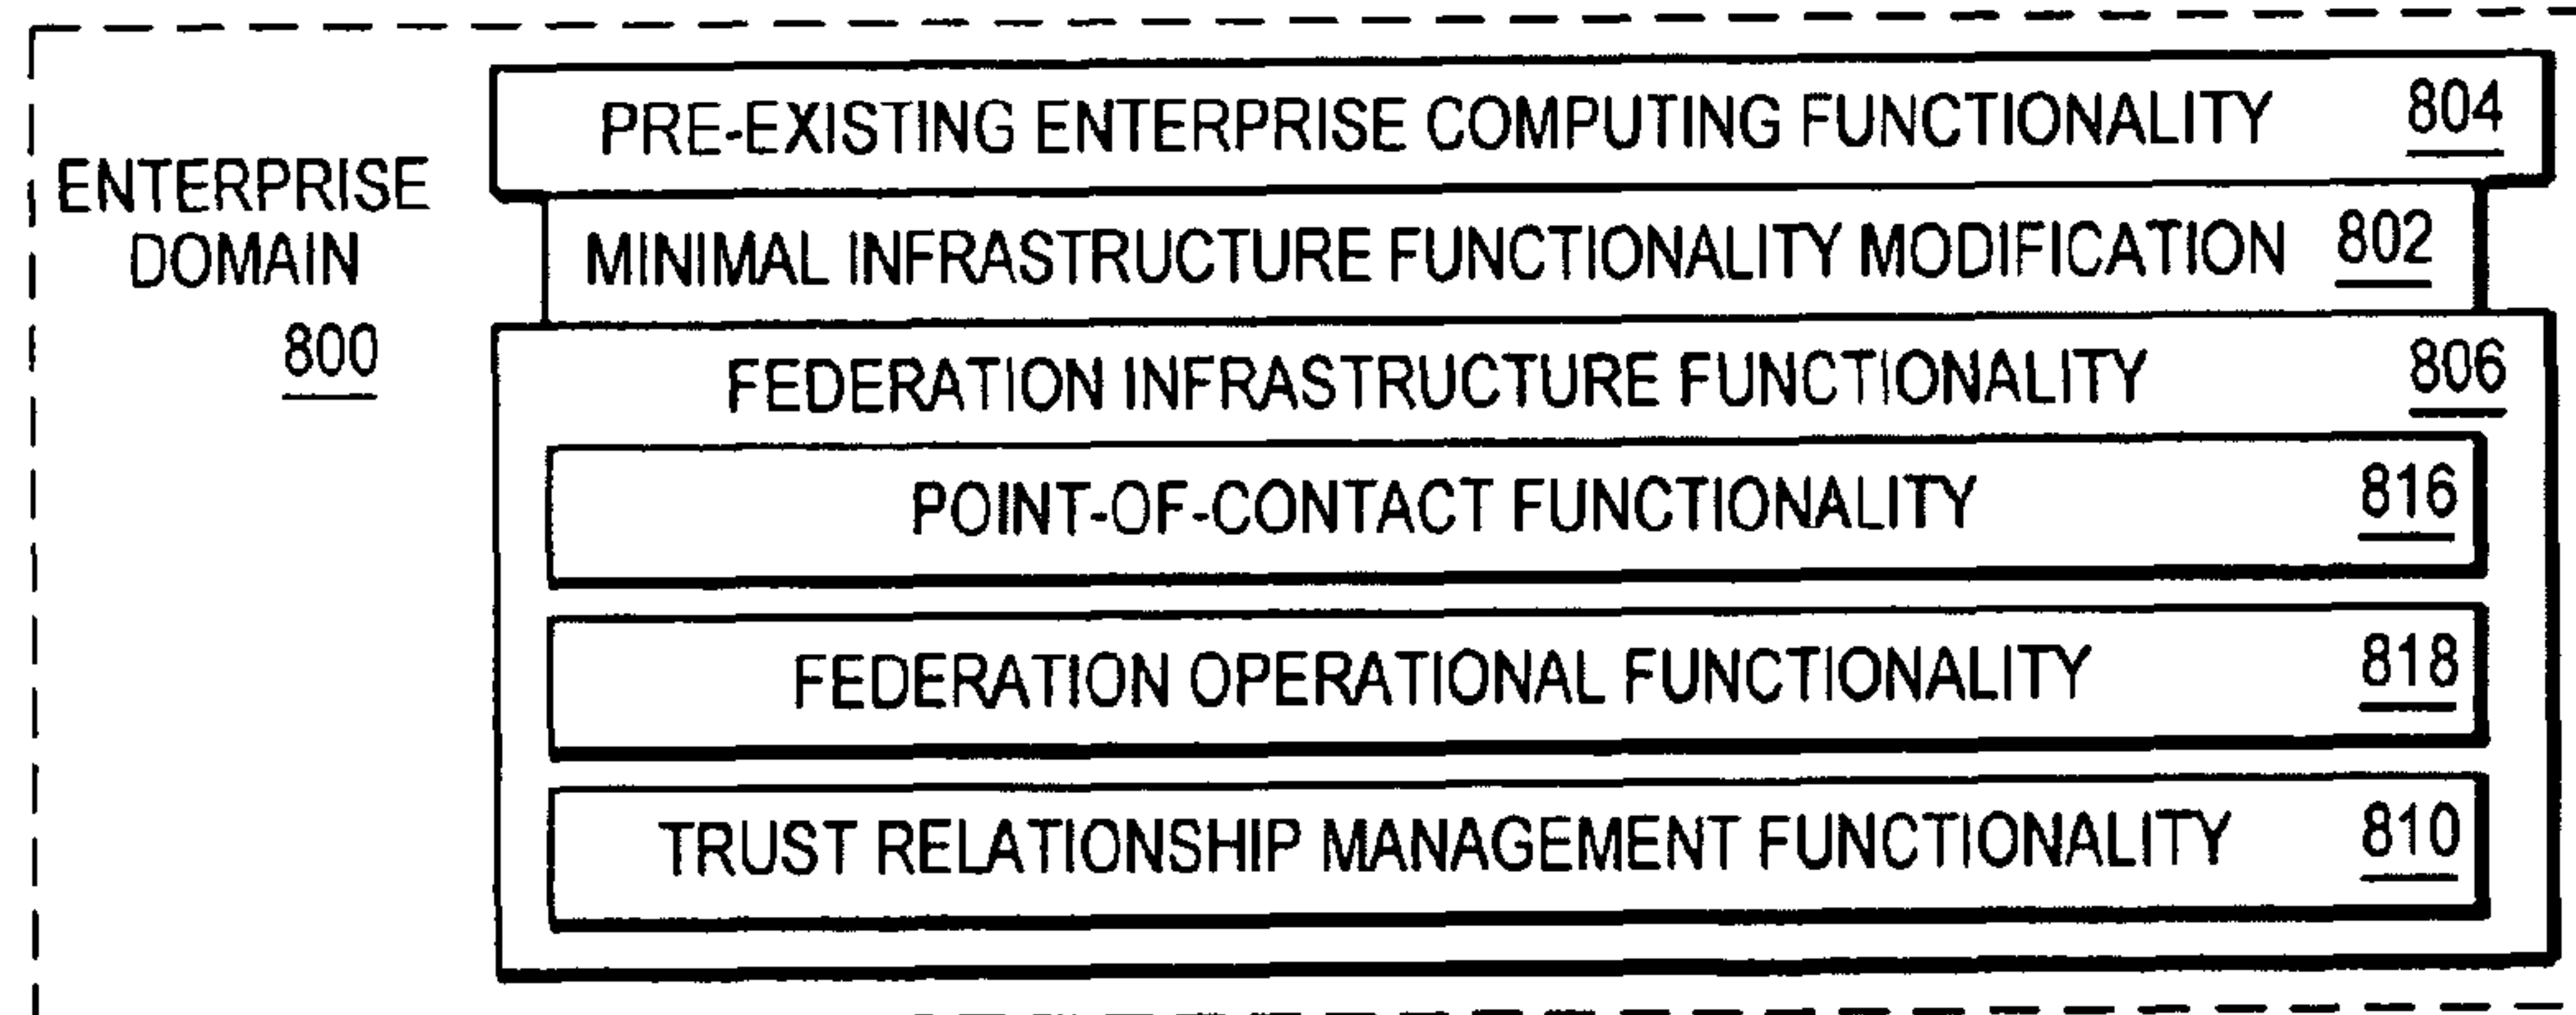 ENTERPRISE
DOMAIN
800
PRE-EXISTING ENTERPRISE COMPUTING FUNCTIONALITY 804
MINIMAL INFRASTRUCTURE FUNCTIONALITY MODIFICATION 802
FEDERATION INFRASTRUCTURE FUNCTIONALITY 806
POINT-OF-CONTACT FUNCTIONALITY 816
FEDERATION OPERATIONAL FUNCTIONALITY 818
TRUST RELATIONSHIP MANAGEMENT FUNCTIONALITY 810